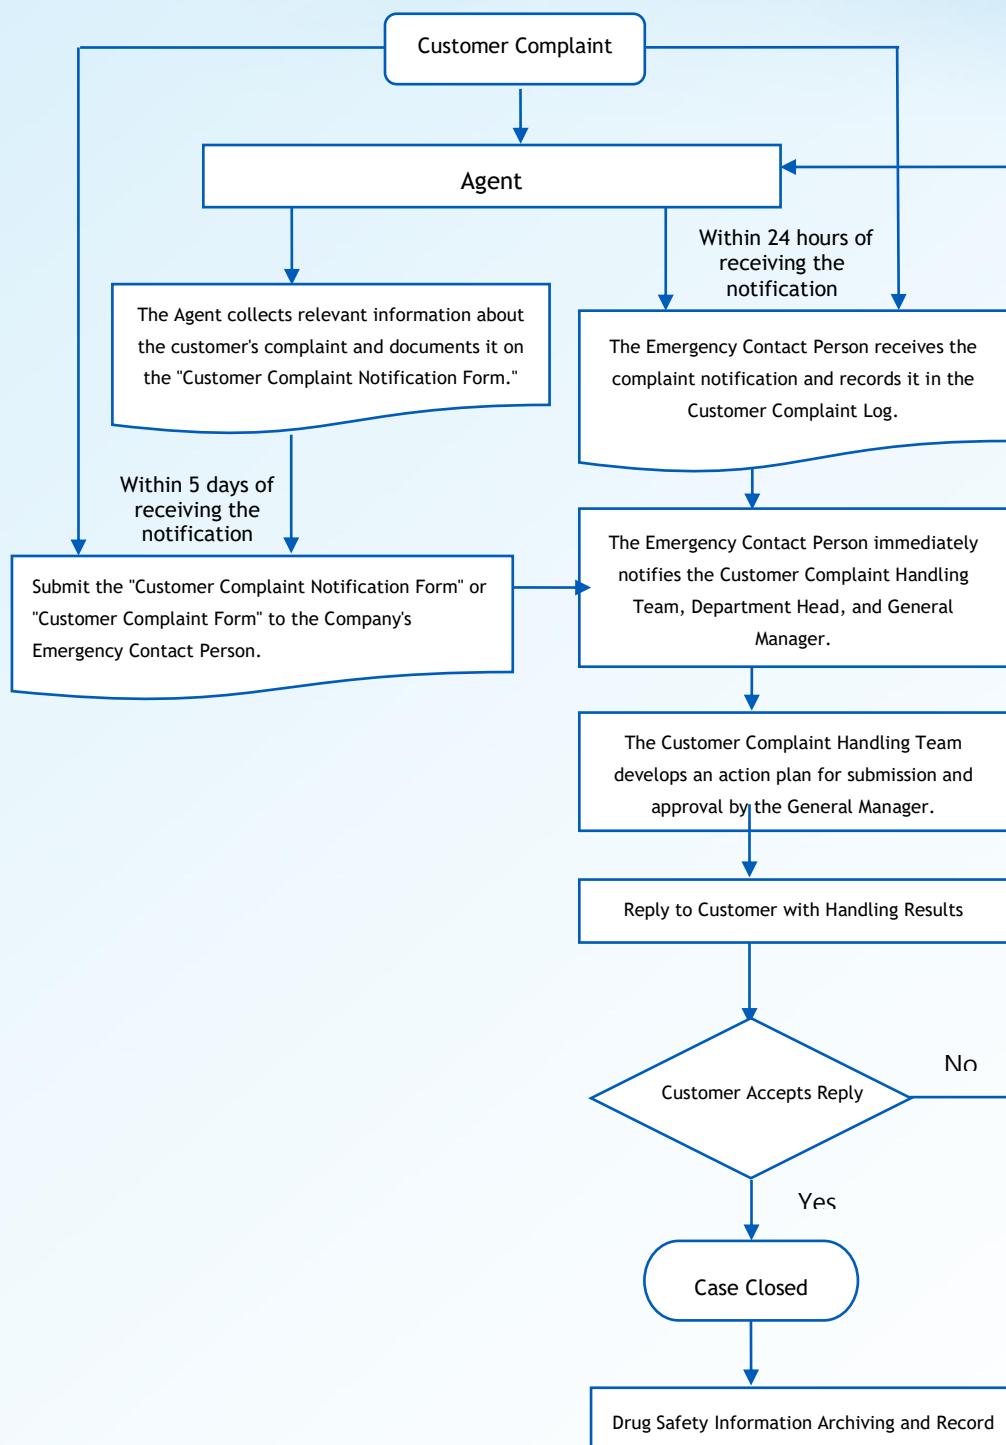 Customer Complaint
Agent
Within 24 hours of
receiving the
notification
The Agent collects relevant information about
the customer's complaint and documents it on
the "Customer Complaint Notification Form."
The Emergency Contact Person receives the
complaint notification and records it in the
Customer Complaint Log.
Within 5 days of
receiving the
notification
Submit the "Customer Complaint Notification Form" or
"Customer Complaint Form" to the Company's
Emergency Contact Person.
The Emergency Contact Person immediately
notifies the Customer Complaint Handling
Team, Department Head, and General
Manager.
The Customer Complaint Handling Team
develops an action plan for submission and
approval by the General Manager.
Reply to Customer with Handling Results
Customer Accepts Reply
No
Yes
Case Closed
Drug Safety Information Archiving and Record